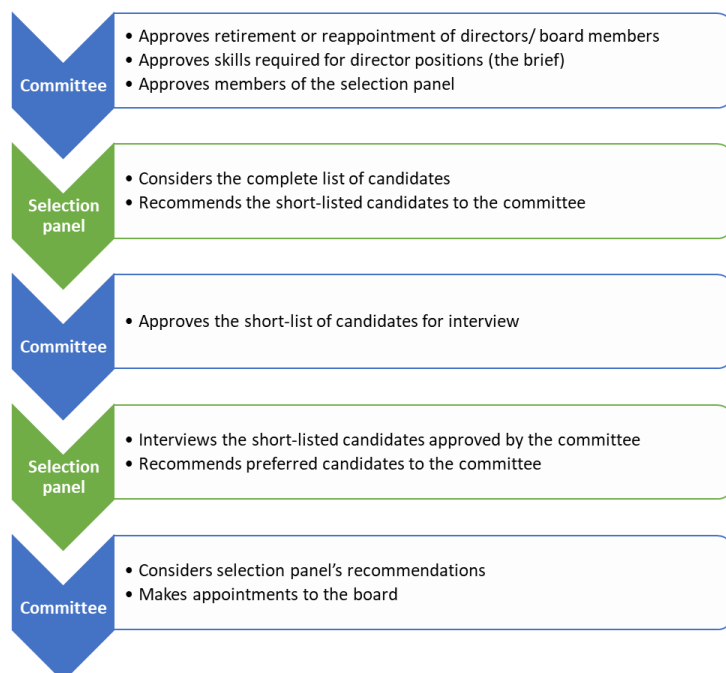 Committee
• Approves retirement or reappointment of directors/ board members
• Approves skills required for director positions (the brief)
• Approves members of the selection panel
Selection
panel
• Considers the complete list of candidates
• Recommends the short-listed candidates to the committee
Committee
• Approves the short-list of candidates for interview
Selection
panel
• Interviews the short-listed candidates approved by the committee
• Recommends preferred candidates to the committee
Committee
• Considers selection panel’s recommendations
• Makes appointments to the board